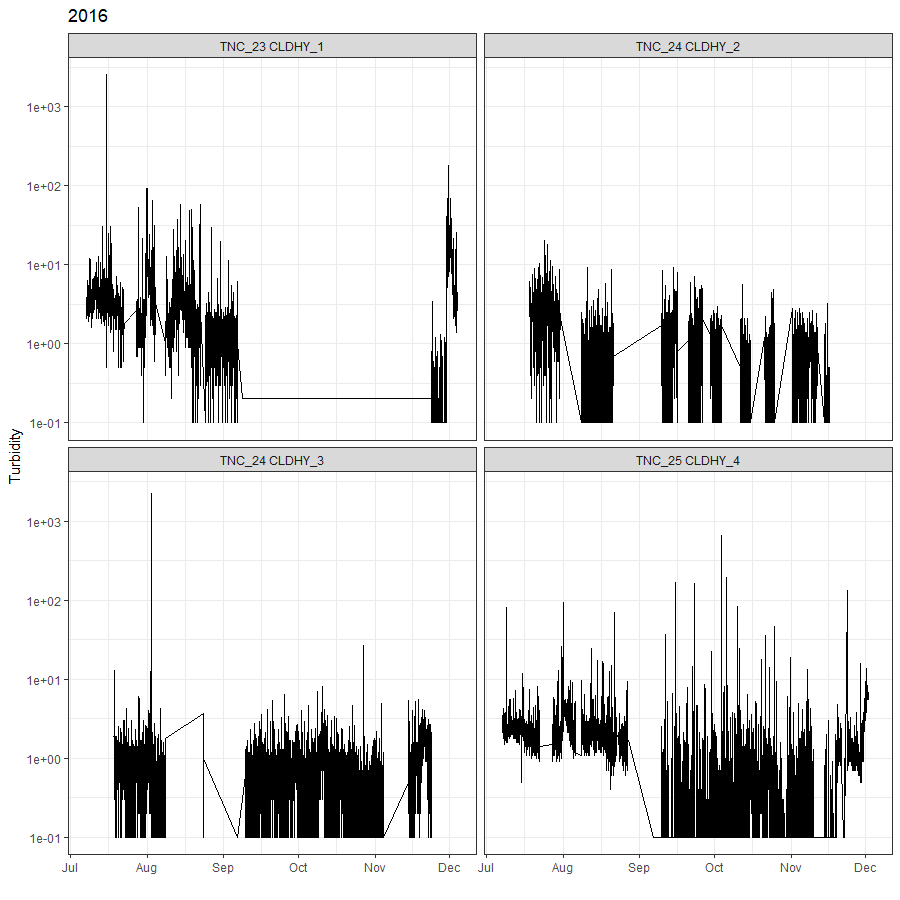 2016
TNC_23 CLDHY_1 TNC_24 CLDHY_2
1e+03
1e+02
1e+01
1e+00
1e-01
Turbidity
TNC_24 CLDHY_3 TNC_25 CLDHY_4
1e+03
1e+02
1e+01
1e+00
1e-01
Jul Aug Sep Oct Nov Dec Jul Aug Sep Oct Nov Dec